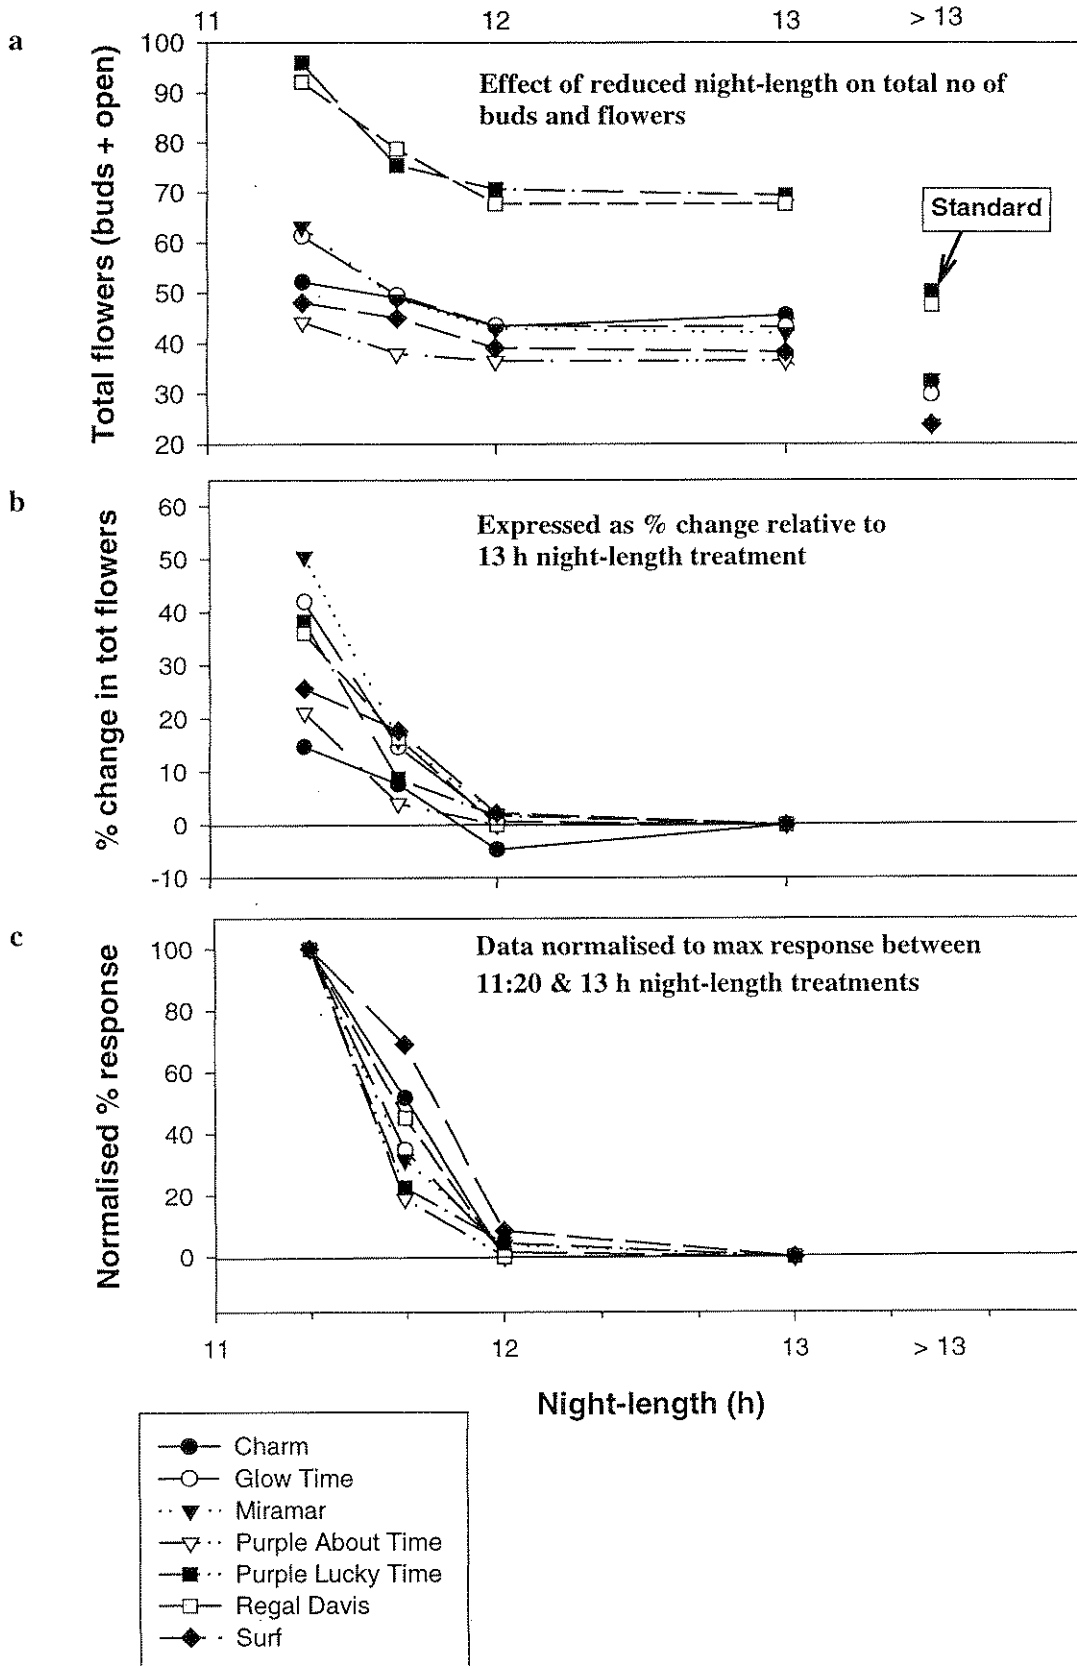 11 12 13 > 13
a
Total flowers (buds + open)
100
90
80
70
60
50
40
30
20
Effect of reduced night-length on total no of
buds and flowers
Standard
b
% change in tot flowers
60
50
40
30
20
10
0
-10
Expressed as % change relative to
13 h night-length treatment
c
Normalised % response
100
80
60
40
20
0
Data normalised to max response between
11:20 & 13 h night-length treatments
11 12 13 > 13
Night-length (h)
Charm
Glow Time
Miramar
Purple About Time
Purple Lucky Time
Regal Davis
Surf